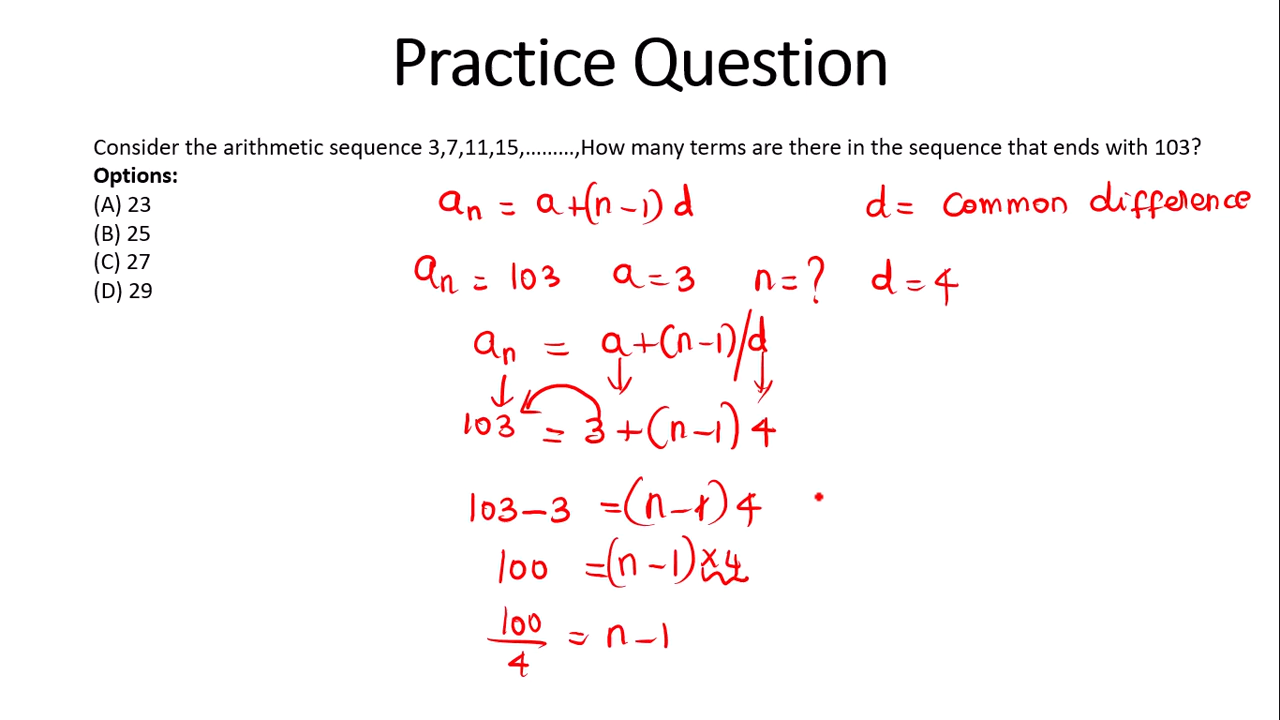 Practice Question
Consider the arithmetic sequence 3,7,11,15,.........,How many terms are there in the sequence that ends with 103?
Options:
(A) 23
(B) 25
(C) 27
(D) 29
aₙ = a+(n-1)d d= Common difference
aₙ = 103 a=3 n=? d=4
aₙ = a+(n-1)/d
103 = 3+(n-1)4
103-3 =(n-1)4
100 =(n-1)×4
100/4 = n-1